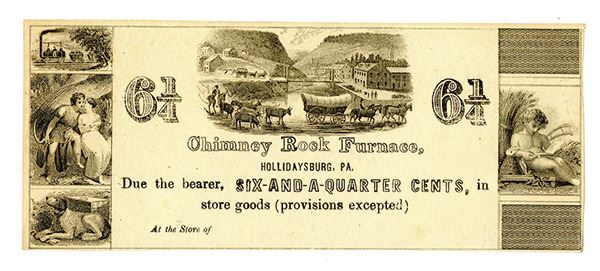 6¼ 6¼
Chimney Rock Furnace,
HOLLIDAYSBURG, PA.
Due the bearer, SIX-AND-A-QUARTER CENTS, in
store goods (provisions excepted)
At the Store of